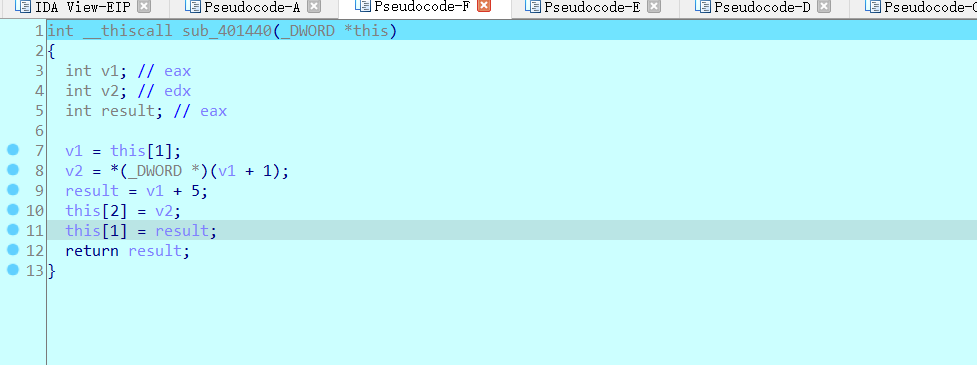 IDA View-EIP Pseudocode-A Pseudocode-F Pseudocode-E Pseudocode-D
1 int __thiscall sub_401440(_DWORD *this)
2 {
3 int v1; // eax
4 int v2; // edx
5 int result; // eax
6
7 v1 = this[1];
8 v2 = *(_DWORD *)(v1 + 1);
9 result = v1 + 5;
10 this[2] = v2;
11 this[1] = result;
12 return result;
13 }